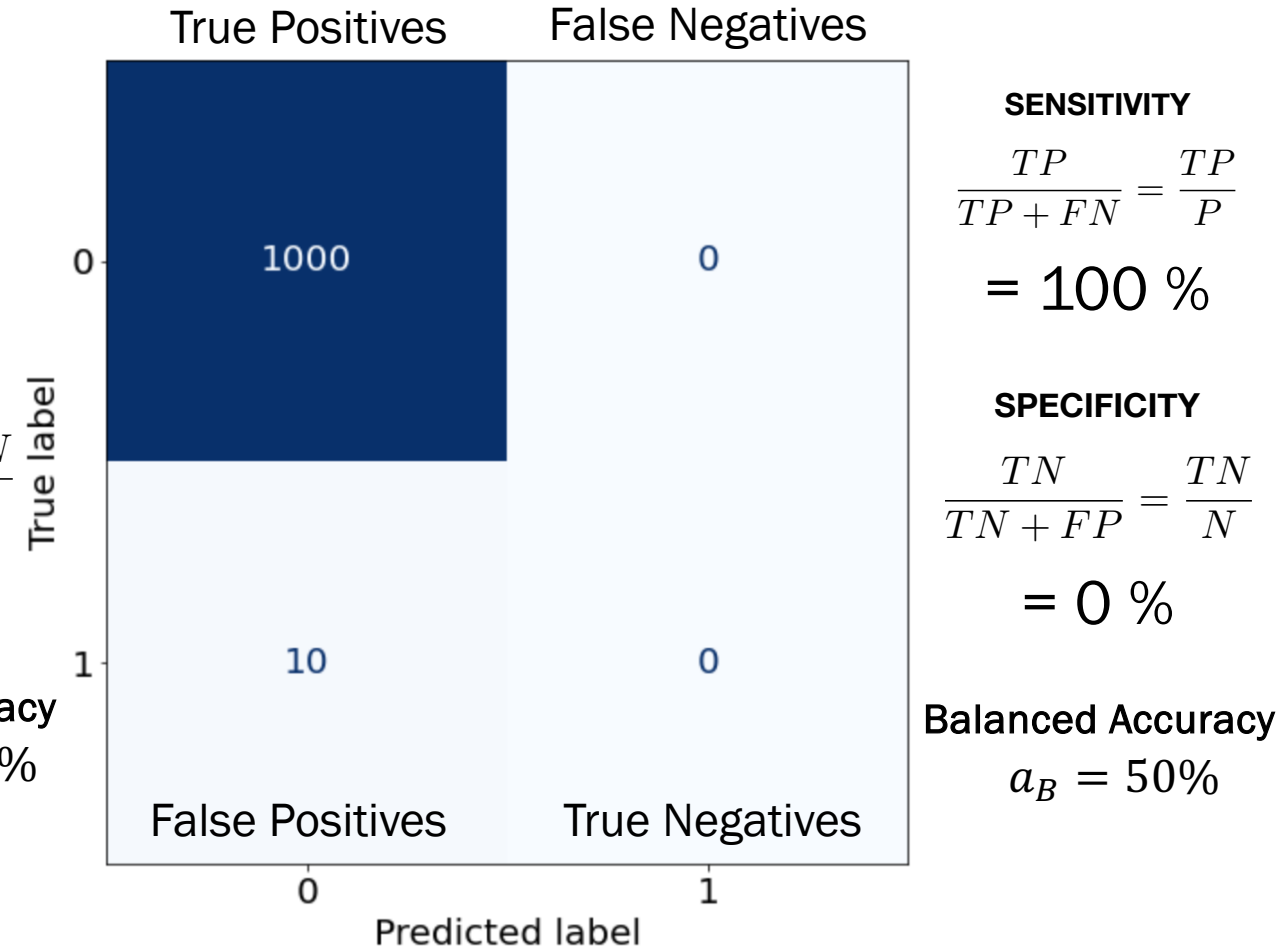 True Positives
False Negatives
1000
0
0
10
0
1
False Positives
True Negatives
0
1
Predicted label
True label
acy
%
SENSITIVITY
TP / TP + FN = TP / P
= 100 %
SPECIFICITY
TN / TN + FP = TN / N
= 0 %
Balanced Accuracy
a_B = 50%